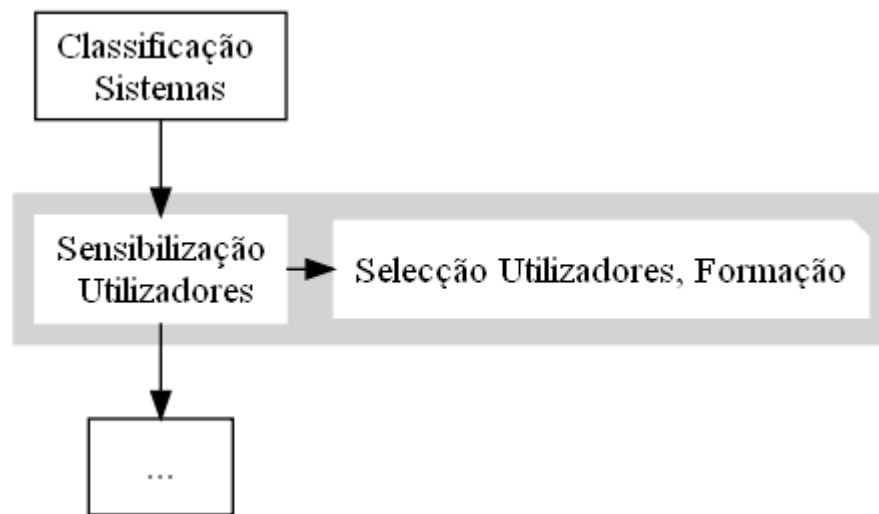 Classificação
Sistemas
Sensibilização
Utilizadores
Selecção Utilizadores, Formação
...